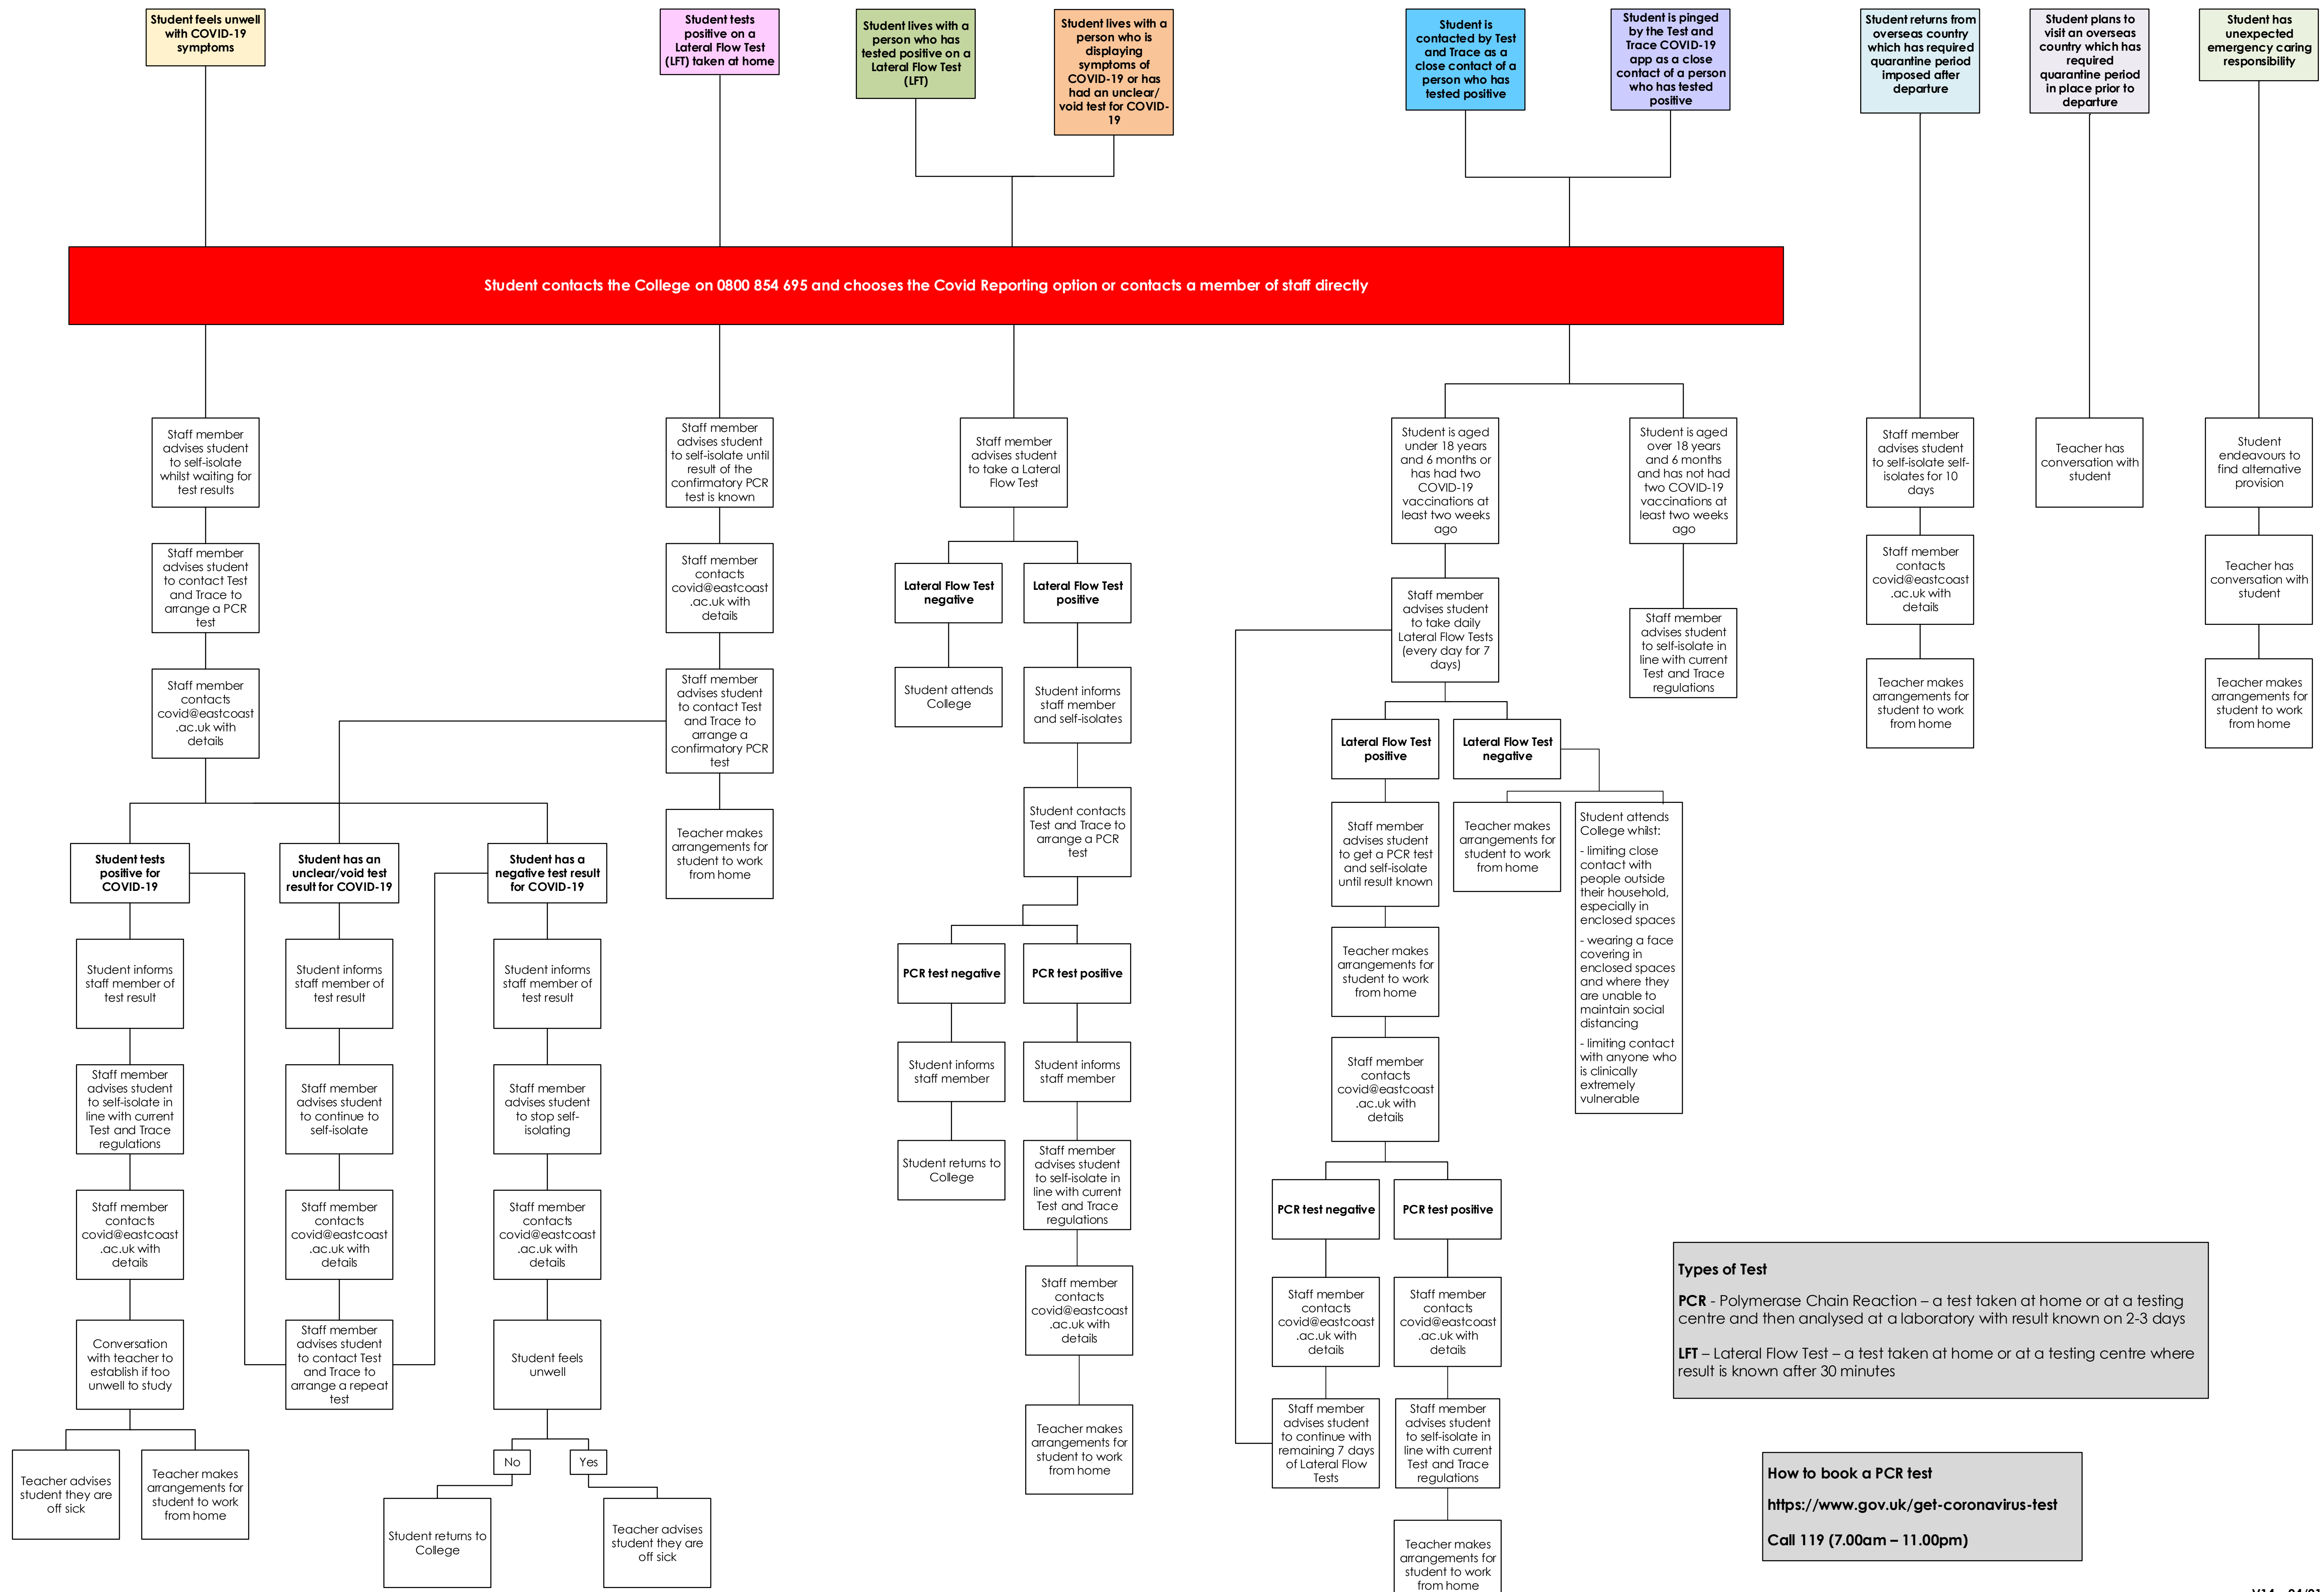 Student feels unwell
with COVID-19
symptoms
Student tests
positive on a
Lateral Flow Test
(LFT) taken at home
Student lives with a
person who has
tested positive on a
Lateral Flow Test
(LFT)
Student lives with a
person who is
displaying
symptoms of
COVID-19 or has
had an unclear/
void test for COVID-
19
Student is
contacted by Test
and Trace as a
close contact of a
person who has
tested positive
Student is pinged
by the Test and
Trace COVID-19
app as a close
contact of a person
who has tested
positive
Student returns from
overseas country
which has required
quarantine period
imposed after
departure
Student plans to
visit an overseas
country which has
required
quarantine period
in place prior to
departure
Student has
unexpected
emergency caring
responsibility
Student contacts the College on 0800 854 695 and chooses the Covid Reporting option or contacts a member of staff directly
Staff member
advises student
to self-isolate
whilst waiting for
test results
Staff member
advises student
to contact Test
and Trace to
arrange a PCR
test
Staff member
contacts
covid@eastcoast
.ac.uk with
details
Student tests
positive for
COVID-19
Student informs
staff member of
test result
Staff member
advises student
to self-isolate in
line with current
Test and Trace
regulations
Staff member
contacts
covid@eastcoast
.ac.uk with
details
Conversation
with teacher to
establish if too
unwell to study
Teacher advises
student they are
off sick
Teacher makes
arrangements for
student to work
from home
Student has an
unclear/void test
result for COVID-19
Student informs
staff member of
test result
Staff member
advises student
to continue to
self-isolate
Staff member
contacts
covid@eastcoast
.ac.uk with
details
Staff member
advises student
to contact Test
and Trace to
arrange a repeat
test
Student has a
negative test result
for COVID-19
Student informs
staff member of
test result
Staff member
advises student
to stop self-
isolating
Staff member
contacts
covid@eastcoast
.ac.uk with
details
Student feels
unwell
No
Yes
Student returns to
College
Teacher advises
student they are
off sick
Staff member
advises student
to self-isolate until
result of the
confirmatory PCR
test is known
Staff member
contacts
covid@eastcoast
.ac.uk with
details
Staff member
advises student
to contact Test
and Trace to
arrange a
confirmatory PCR
test
Teacher makes
arrangements for
student to work
from home
Staff member
advises student
to take a Lateral
Flow Test
Lateral Flow Test
negative
Student attends
College
Lateral Flow Test
positive
Student informs
staff member
and self-isolates
Student contacts
Test and Trace to
arrange a PCR
test
PCR test negative
Student informs
staff member
Student returns to
College
PCR test positive
Student informs
staff member
Staff member
advises student
to self-isolate in
line with current
Test and Trace
regulations
Staff member
contacts
covid@eastcoast
.ac.uk with
details
Teacher makes
arrangements for
student to work
from home
Student is aged
under 18 years
and 6 months or
has had two
COVID-19
vaccinations at
least two weeks
ago
Staff member
advises student
to take daily
Lateral Flow Tests
(every day for 7
days)
Lateral Flow Test
positive
Staff member
advises student
to get a PCR test
and self-isolate
until result known
Teacher makes
arrangements for
student to work
from home
Staff member
contacts
covid@eastcoast
.ac.uk with
details
PCR test negative
Staff member
contacts
covid@eastcoast
.ac.uk with
details
Staff member
advises student
to continue with
remaining 7 days
of Lateral Flow
Tests
PCR test positive
Staff member
contacts
covid@eastcoast
.ac.uk with
details
Staff member
advises student
to self-isolate in
line with current
Test and Trace
regulations
Teacher makes
arrangements for
student to work
from home
Lateral Flow Test
negative
Teacher makes
arrangements for
student to work
from home
Student attends
College whilst:
- limiting close
contact with
people outside
their household,
especially in
enclosed spaces
- wearing a face
covering in
enclosed spaces
and where they
are unable to
maintain social
distancing
- limiting contact
with anyone who
is clinically
extremely
vulnerable
Student is aged
over 18 years
and 6 months
and has not had
two COVID-19
vaccinations at
least two weeks
ago
Staff member
advises student
to self-isolate in
line with current
Test and Trace
regulations
Staff member
advises student
to self-isolate self-
isolates for 10
days
Staff member
contacts
covid@eastcoast
.ac.uk with
details
Teacher makes
arrangements for
student to work
from home
Teacher has
conversation with
student
Student
endeavours to
find alternative
provision
Teacher has
conversation with
student
Teacher makes
arrangements for
student to work
from home
Types of Test
PCR - Polymerase Chain Reaction – a test taken at home or at a testing
centre and then analysed at a laboratory with result known on 2-3 days
LFT – Lateral Flow Test – a test taken at home or at a testing centre where
result is known after 30 minutes
How to book a PCR test
https://www.gov.uk/get-coronavirus-test
Call 119 (7.00am – 11.00pm)